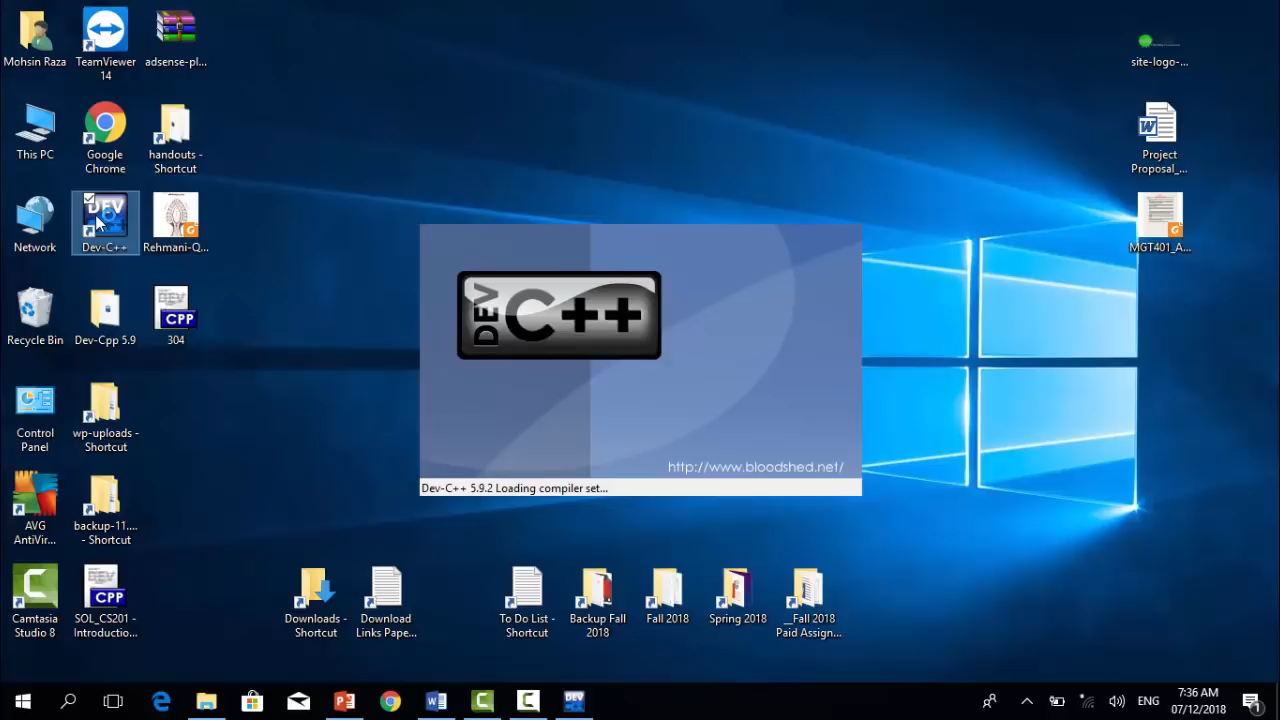 Mohsin Raza
TeamViewer
14
adsense-pl...
This PC
Google
Chrome
handouts -
Shortcut
Network
DEV
Dev-C++
Rehmani-Q...
Recycle Bin
Dev-Cpp 5.9
CPP
304
Control
Panel
wp-uploads -
Shortcut
AVG
AntiVir...
backup-11....
- Shortcut
Camtasia
Studio 8
CPP
SOL_CS201 -
Introductio...
Downloads -
Shortcut
Download
Links Pape...
To Do List -
Shortcut
Backup Fall
2018
Fall 2018
Spring 2018
__Fall 2018
Paid Assign...
site-logo-...
Project
Proposal_...
MGT401_A...
DEV C++
http://www.bloodshed.net/
Dev-C++ 5.9.2 Loading compiler set...
DEV
ENG
7:36 AM
07/12/2018
1